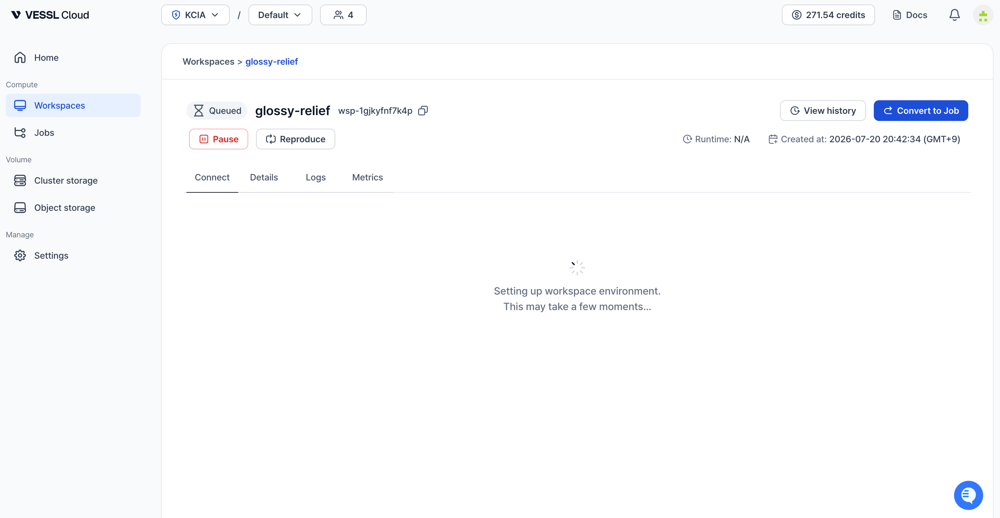 VESSL Cloud
KCIA / Default 4
271.54 credits Docs
Home
Compute
Workspaces
Jobs
Volume
Cluster storage
Object storage
Manage
Settings
Workspaces > glossy-relief
Queued glossy-relief wsp-1gjkyfnf7k4p
View history Convert to Job
Pause Reproduce
Runtime: N/A Created at: 2026-07-20 20:42:34 (GMT+9)
Connect Details Logs Metrics
Setting up workspace environment.
This may take a few moments...